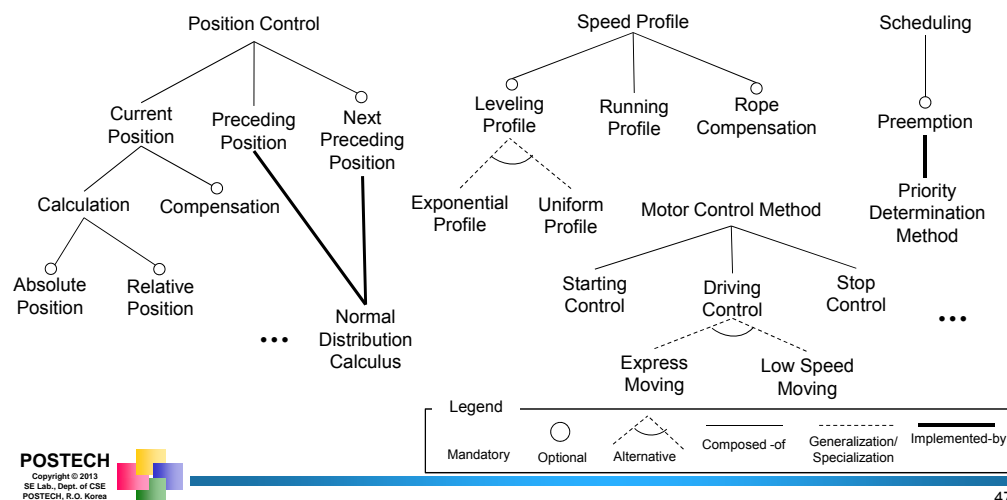 Position Control
Speed Profile
Scheduling
Current
Position
Preceding
Position
Next
Preceding
Position
Leveling
Profile
Running
Profile
Rope
Compensation
Preemption
Calculation
Compensation
Exponential
Profile
Uniform
Profile
Priority
Determination
Method
Motor Control Method
Absolute
Position
Relative
Position
Starting
Control
Driving
Control
Stop
Control
•••
Normal
Distribution
Calculus
•••
Express
Moving
Low Speed
Moving
Legend
Mandatory
Optional
Alternative
Composed -of
Generalization/
Specialization
Implemented-by
POSTECH
Copyright © 2013
SE Lab., Dept. of CSE
POSTECH, R.O. Korea